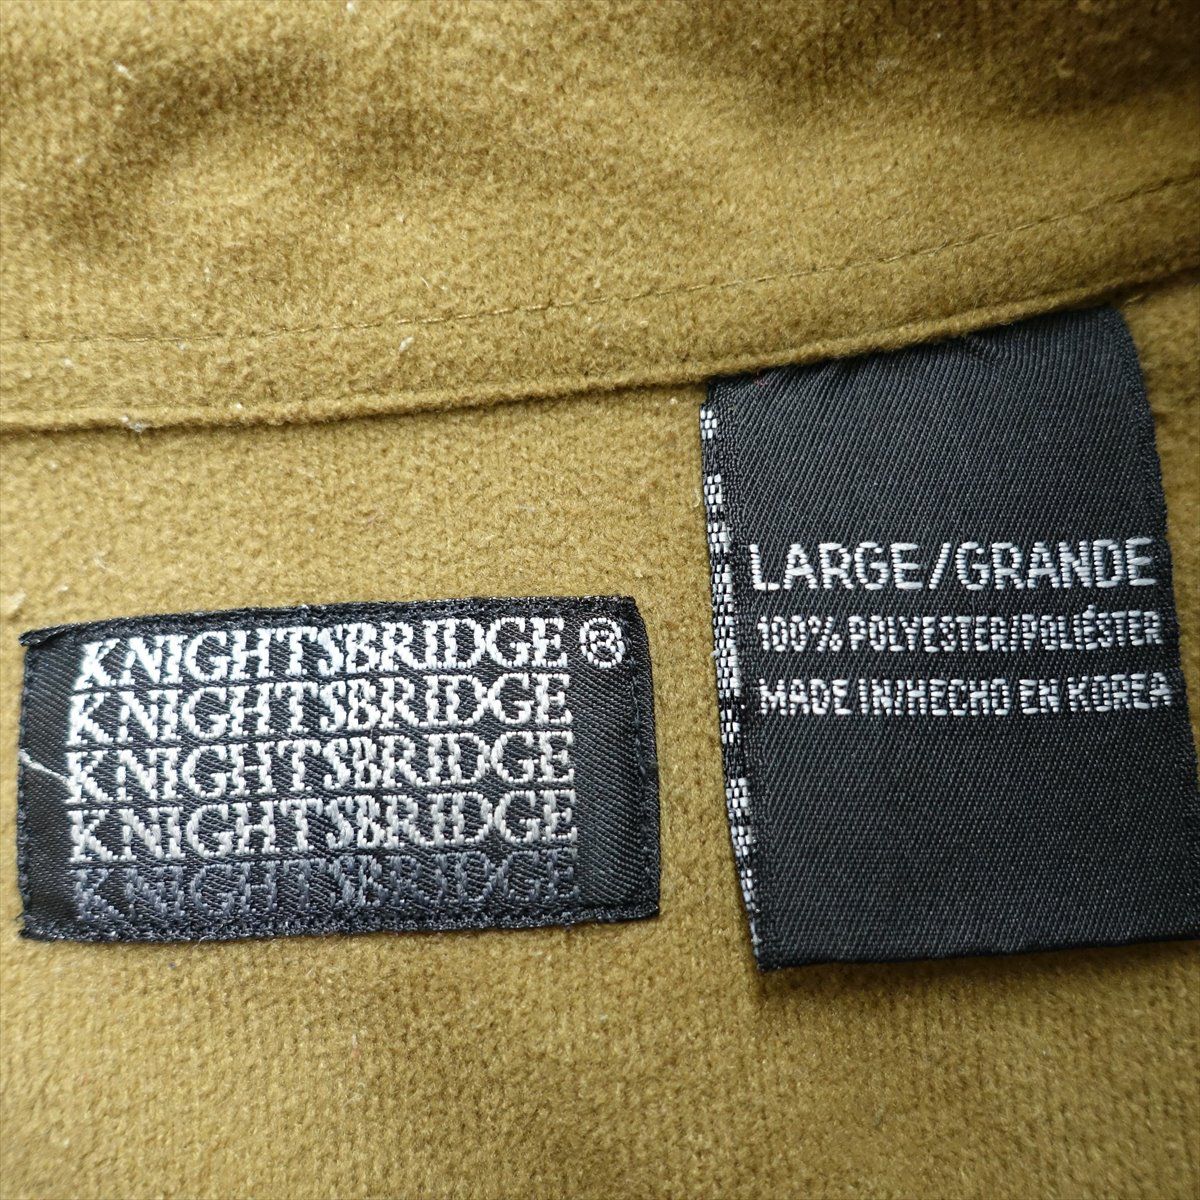 KNIGHTSBRIDGE®
KNIGHTSBRIDGE
KNIGHTSBRIDGE
KNIGHTSBRIDGE
KNIGHTSBRIDGE
LARGE/GRANDE
100% POLYESTER/POLIÉSTER
MADE IN/HECHO EN KOREA